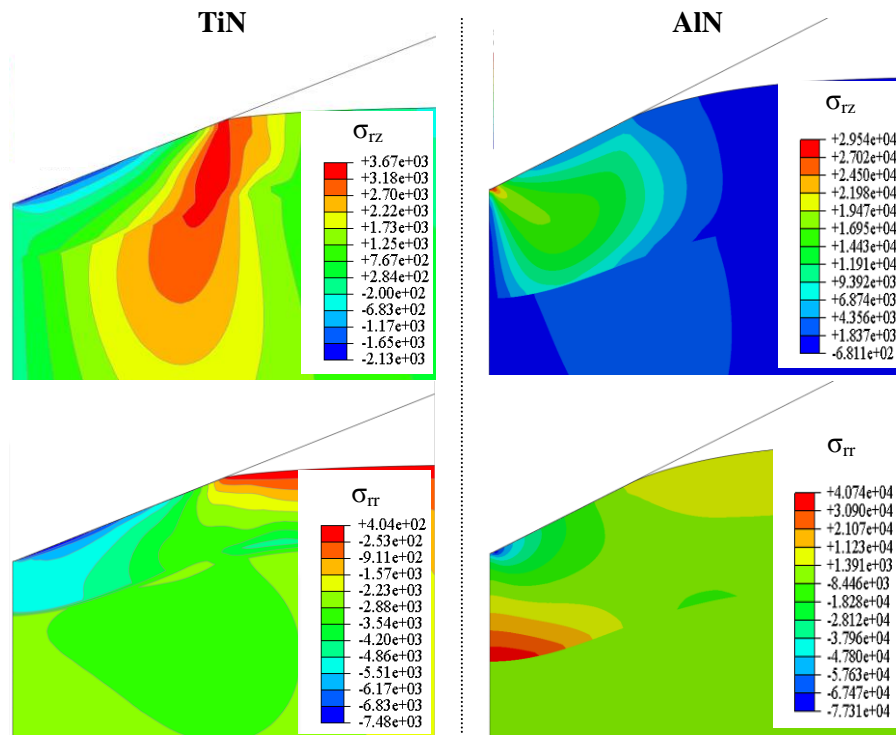 TiN
AlN
σrz
+3.67e+03
+3.18e+03
+2.70e+03
+2.22e+03
+1.73e+03
+1.25e+03
+7.67e+02
+2.84e+02
-2.00e+02
-6.83e+02
-1.17e+03
-1.65e+03
-2.13e+03
σrz
+2.954e+04
+2.702e+04
+2.450e+04
+2.198e+04
+1.947e+04
+1.695e+04
+1.443e+04
+1.191e+04
+9.392e+03
+6.874e+03
+4.356e+03
+1.837e+03
-6.811e+02
σrr
+4.04e+02
-2.53e+02
-9.11e+02
-1.57e+03
-2.23e+03
-2.88e+03
-3.54e+03
-4.20e+03
-4.86e+03
-5.51e+03
-6.17e+03
-6.83e+03
-7.48e+03
σrr
+4.074e+04
+3.090e+04
+2.107e+04
+1.123e+04
+1.391e+03
-8.446e+03
-1.828e+04
-2.812e+04
-3.796e+04
-4.780e+04
-5.763e+04
-6.747e+04
-7.731e+04